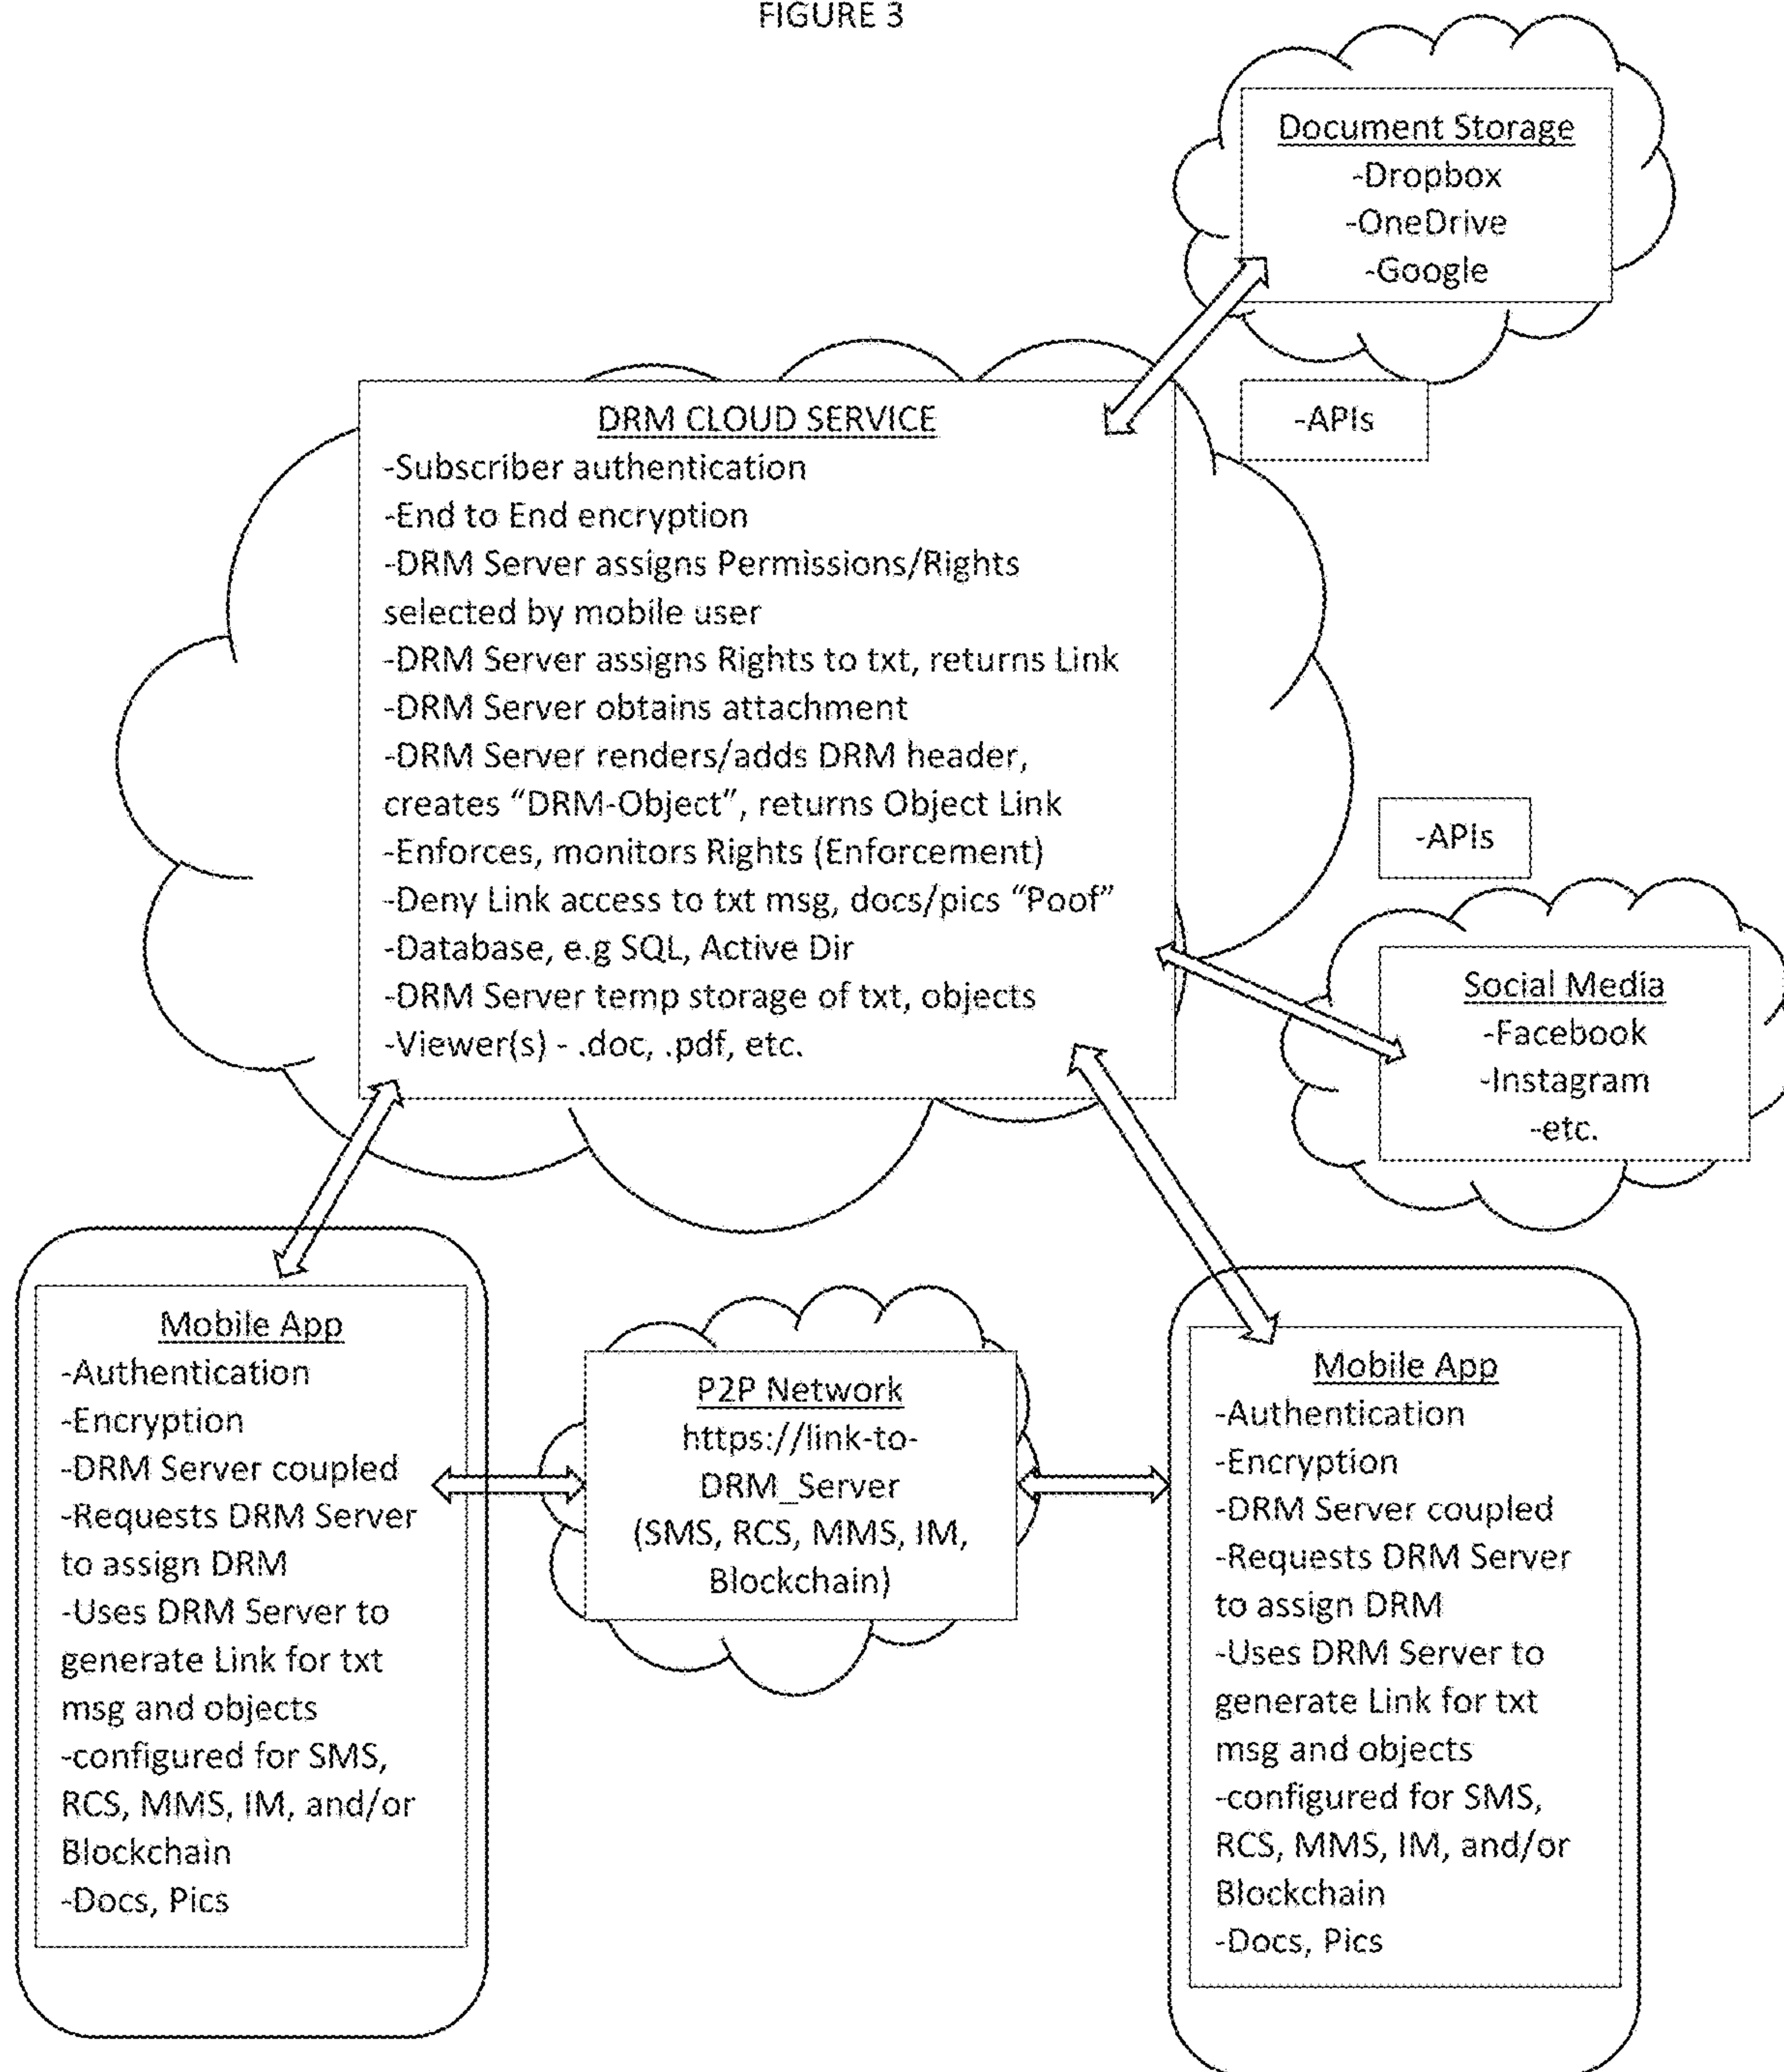 FIGURE 3
Document Storage
-Dropbox
-OneDrive
-Google
-APIs
DRM CLOUD SERVICE
-Subscriber authentication
-End to End encryption
-DRM Server assigns Permissions/Rights
selected by mobile user
-DRM Server assigns Rights to txt, returns Link
-DRM Server obtains attachment
-DRM Server renders/adds DRM header,
creates “DRM-Object”, returns Object Link
-Enforces, monitors Rights (Enforcement)
-Deny Link access to txt msg, docs/pics “Poof”
-Database, e.g SQL, Active Dir
-DRM Server temp storage of txt, objects
-Viewer(s) - .doc, .pdf, etc.
-APIs
Social Media
-Facebook
-Instagram
-etc.
Mobile App
-Authentication
-Encryption
-DRM Server coupled
-Requests DRM Server
to assign DRM
-Uses DRM Server to
generate Link for txt
msg and objects
-configured for SMS,
RCS, MMS, IM, and/or
Blockchain
-Docs, Pics
P2P Network
https://link-to-
DRM_Server
(SMS, RCS, MMS, IM,
Blockchain)
Mobile App
-Authentication
-Encryption
-DRM Server coupled
-Requests DRM Server
to assign DRM
-Uses DRM Server to
generate Link for txt
msg and objects
-configured for SMS,
RCS, MMS, IM, and/or
Blockchain
-Docs, Pics